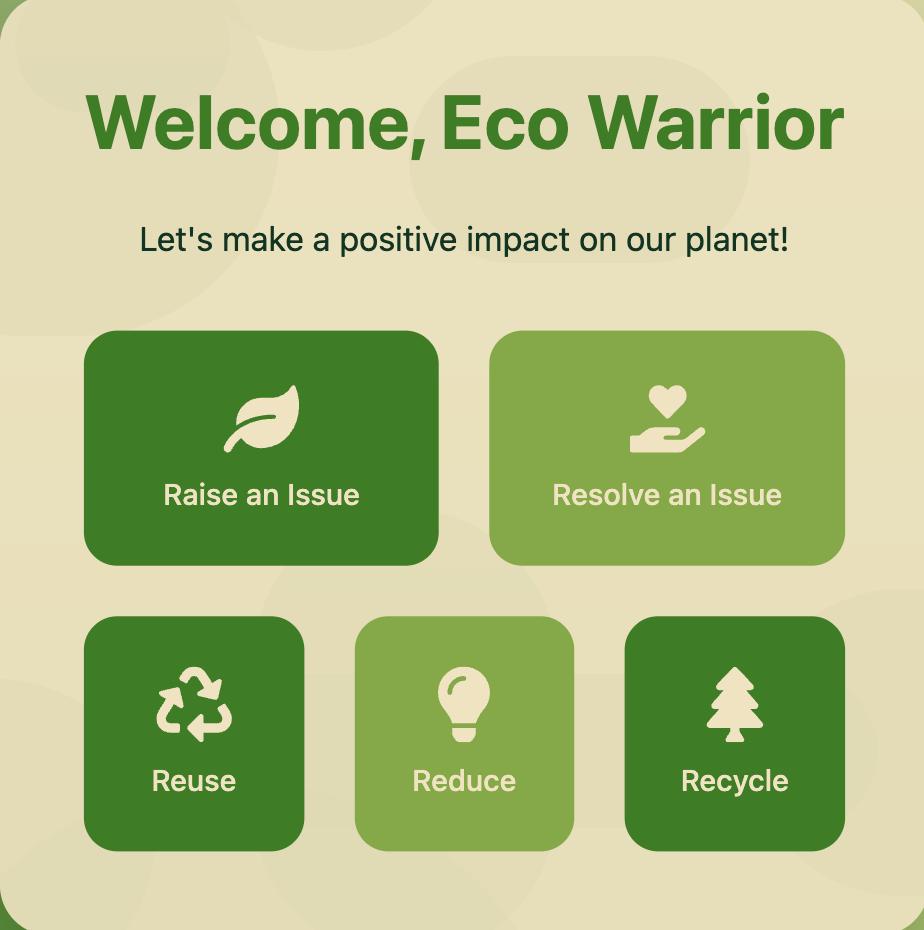 Welcome, Eco Warrior
Let's make a positive impact on our planet!
Raise an Issue
Resolve an Issue
Reuse
Reduce
Recycle